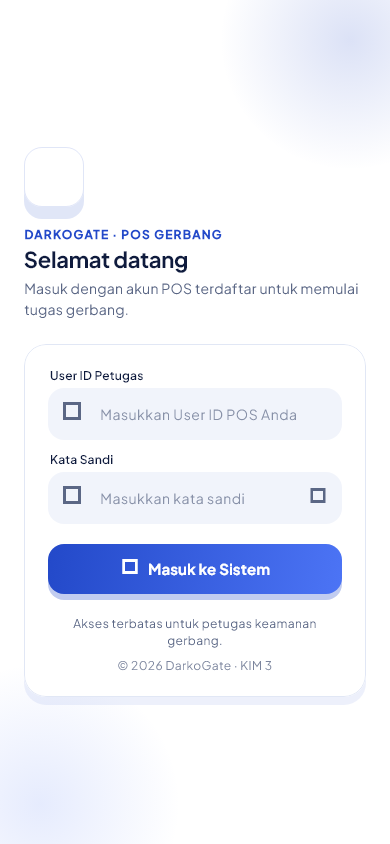 DARKOGATE · POS GERBANG
Selamat datang
Masuk dengan akun POS terdaftar untuk memulai
tugas gerbang.
User ID Petugas
Masukkan User ID POS Anda
Kata Sandi
Masukkan kata sandi
Masuk ke Sistem
Akses terbatas untuk petugas keamanan
gerbang.
© 2026 DarkoGate · KIM 3